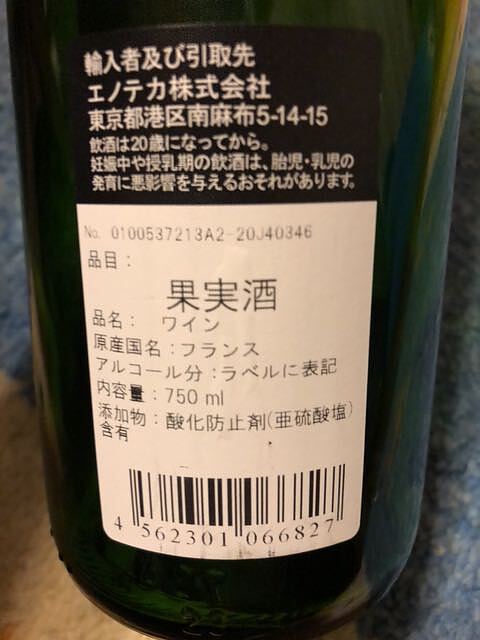 輸入者及び引取先
エノテカ株式会社
東京都港区南麻布5-14-15
飲酒は20歳になってから。
妊娠中や授乳期の飲酒は、胎児・乳児の
発育に悪影響を与えるおそれがあります。
No. 0100537213A2-20J40346
品目：
果実酒
品名： ワイン
原産国名：フランス
アルコール分：ラベルに表記
内容量：750 ml
添加物：酸化防止剤(亜硫酸塩)
含有
4 562301 066827